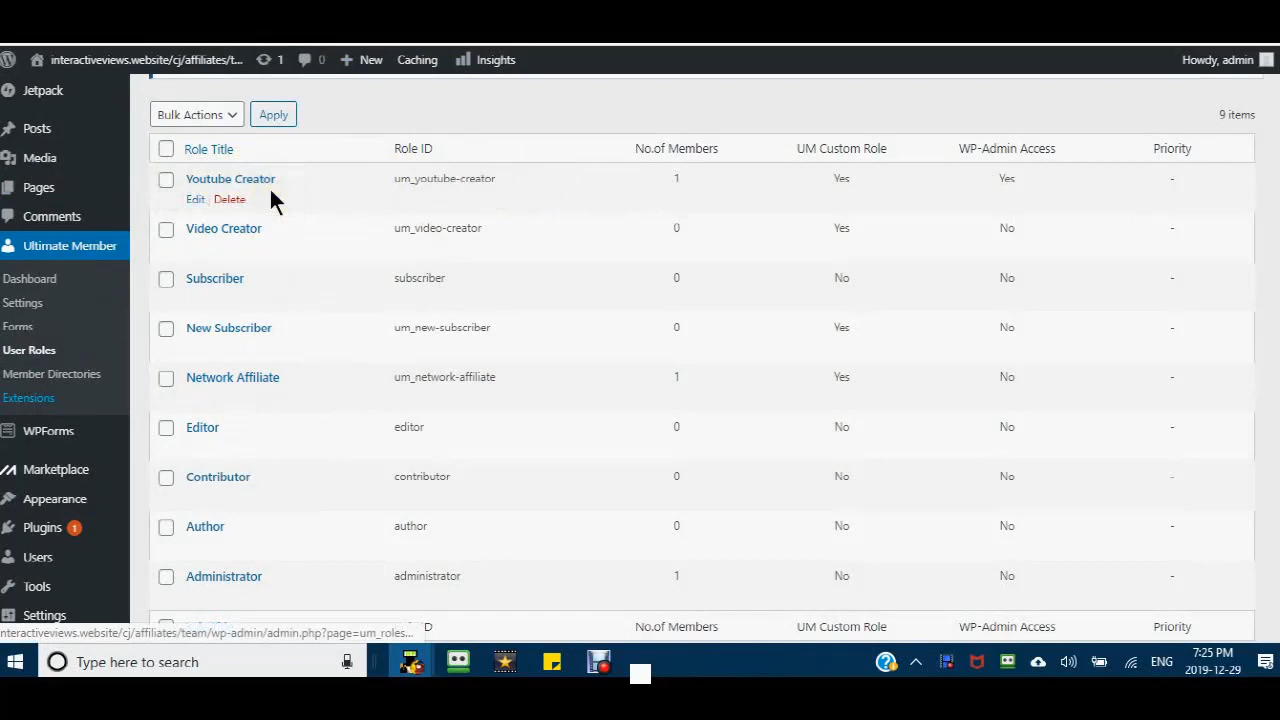 interactiveviews.website/cj/affiliates/t... 1 0 New Caching Insights Howdy, admin
Jetpack
Posts
Media
Pages
Comments
Ultimate Member
Dashboard
Settings
Forms
User Roles
Member Directories
Extensions
WPForms
Marketplace
Appearance
Plugins 1
Users
Tools
Settings
Bulk Actions Apply 9 items
Role Title Role ID No.of Members UM Custom Role WP-Admin Access Priority
Youtube Creator um_youtube-creator 1 Yes Yes -
Edit Delete
Video Creator um_video-creator 0 Yes No -
Subscriber subscriber 0 No No -
New Subscriber um_new-subscriber 0 Yes No -
Network Affiliate um_network-affiliate 1 Yes No -
Editor editor 0 No No -
Contributor contributor 0 No No -
Author author 0 No No -
Administrator administrator 1 No No -
No.of Members UM Custom Role WP-Admin Access Priority
nteractiveviews.website/cj/affiliates/team/wp-admin/admin.php?page=um_roles...
Type here to search ENG 7:25 PM
2019-12-29